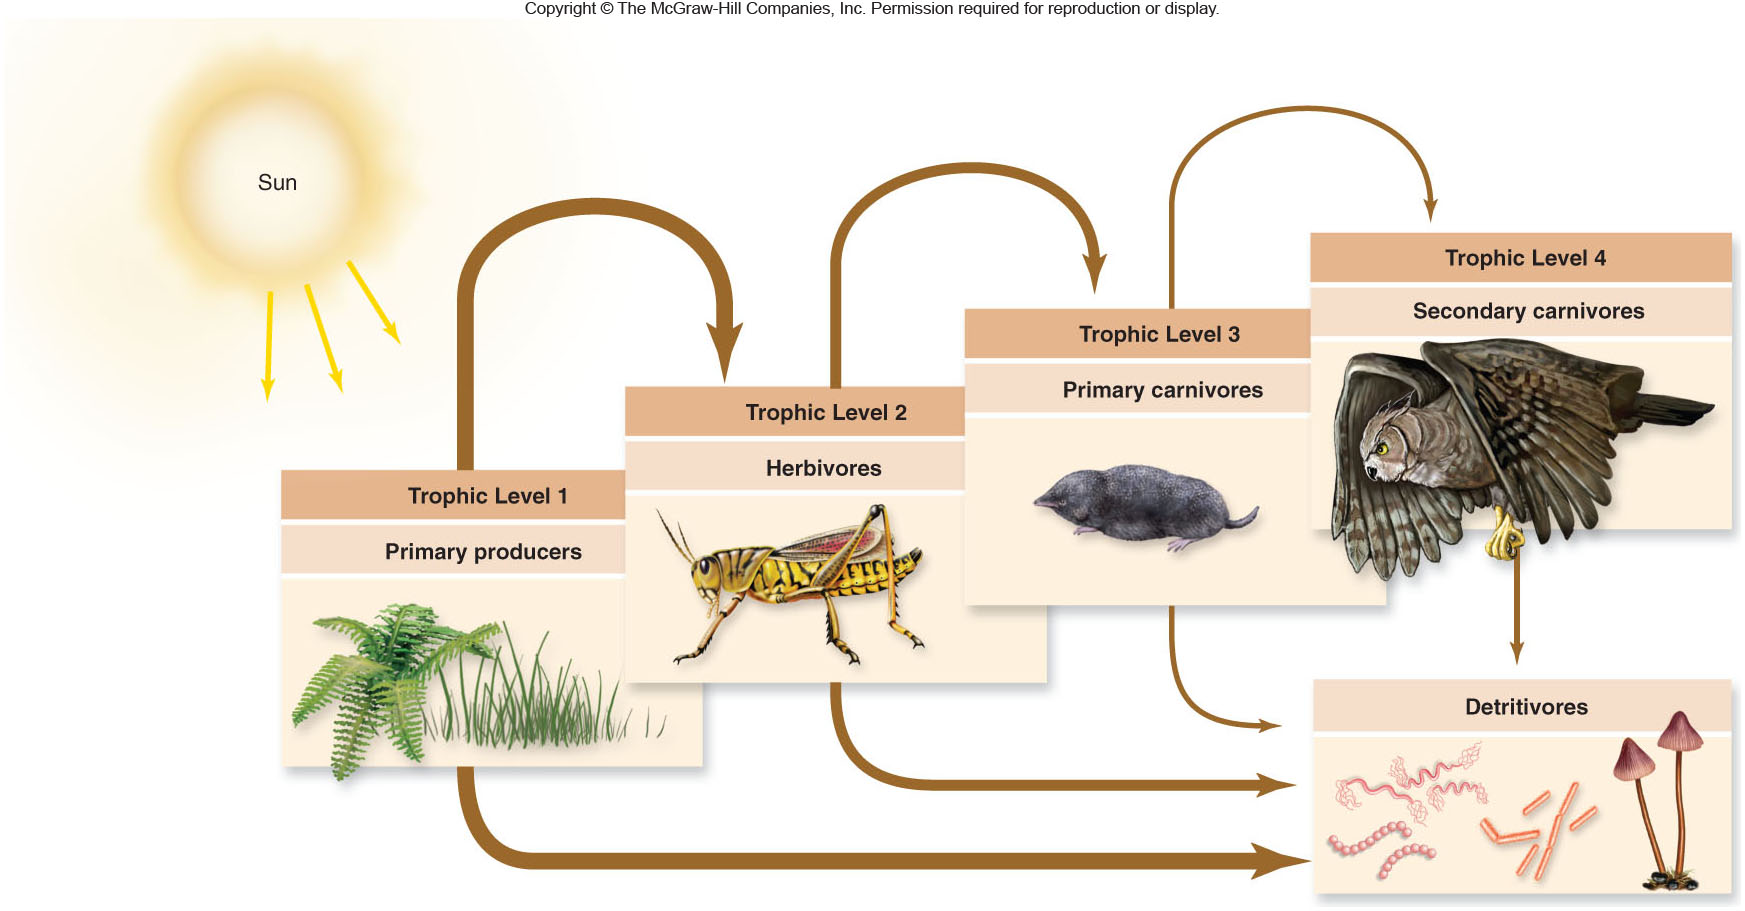 Copyright © The McGraw-Hill Companies, Inc. Permission required for reproduction or display.
Sun
Trophic Level 1
Primary producers
Trophic Level 2
Herbivores
Trophic Level 3
Primary carnivores
Trophic Level 4
Secondary carnivores
Detritivores